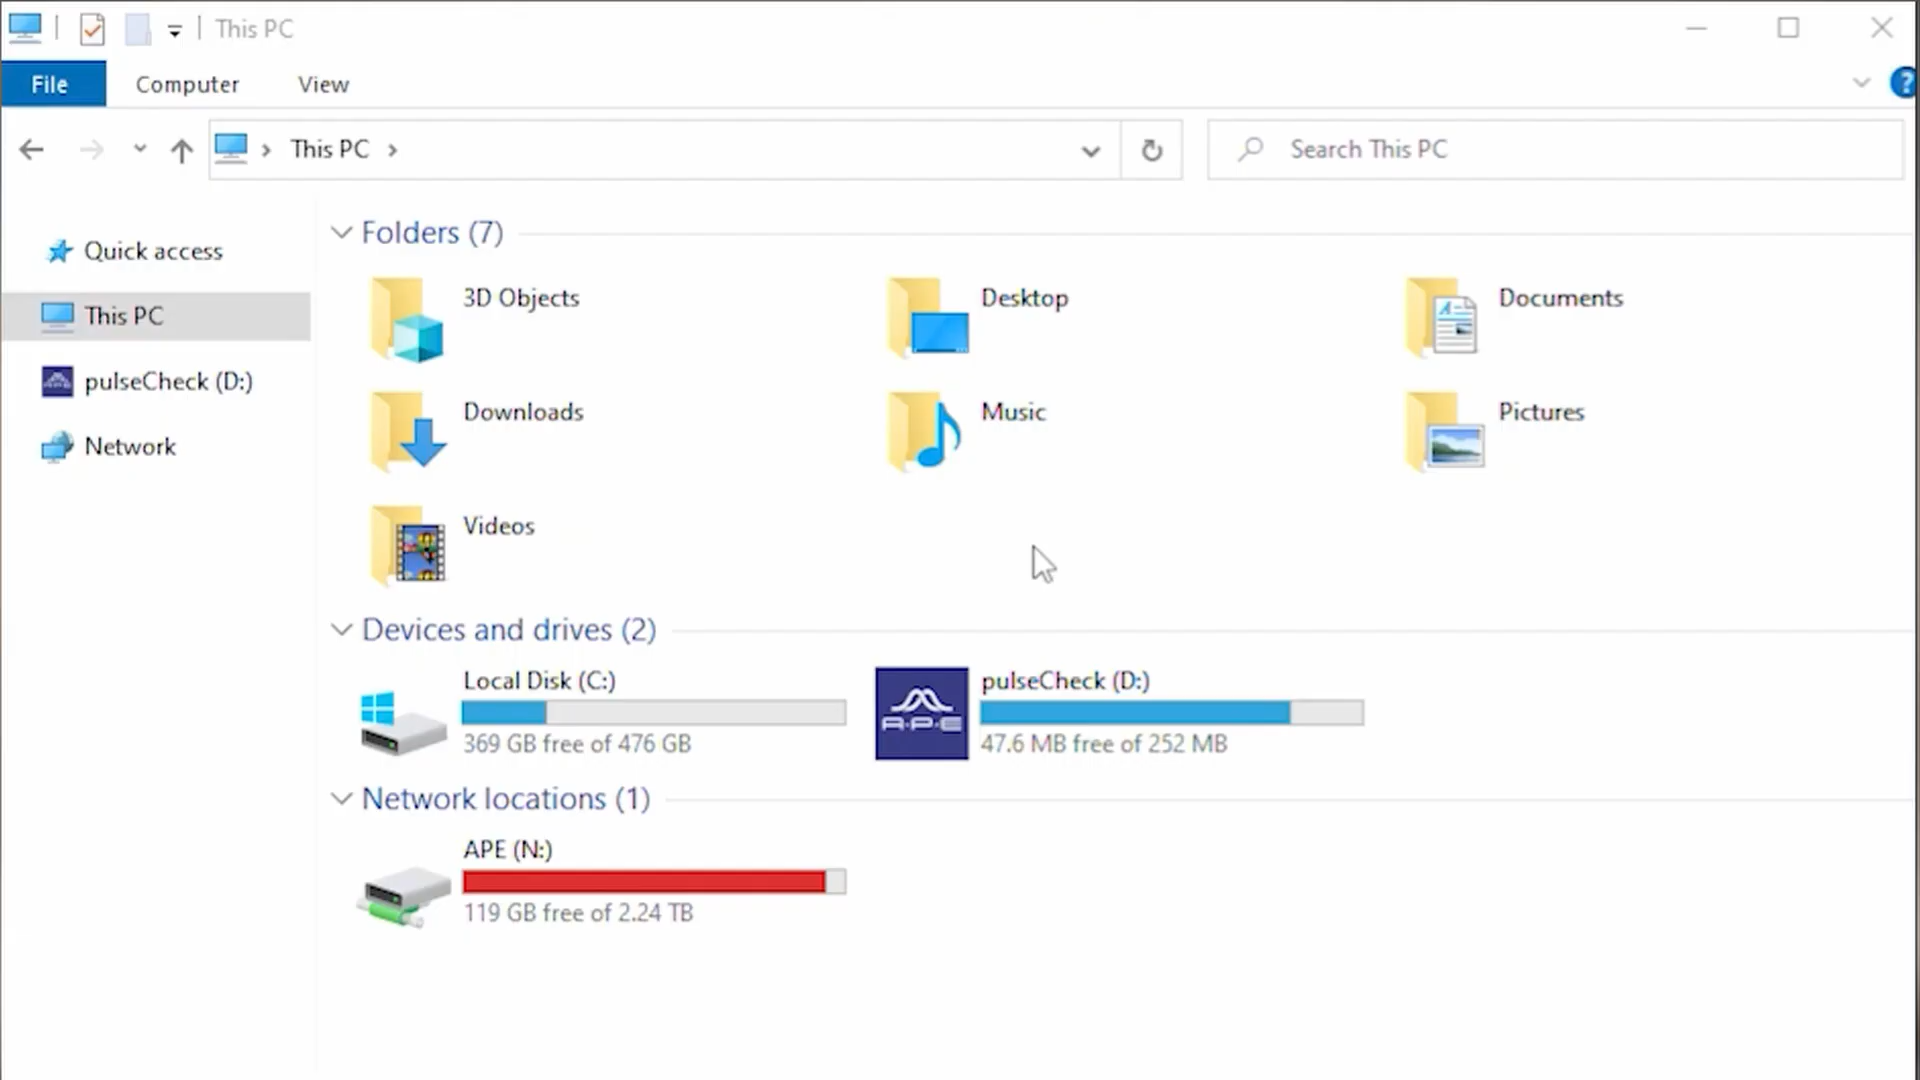 This PC
File Computer View
This PC
Search This PC
Quick access
This PC
pulseCheck (D:)
Network
Folders (7)
3D Objects
Desktop
Documents
Downloads
Music
Pictures
Videos
Devices and drives (2)
Local Disk (C:)
369 GB free of 476 GB
A·P·E
pulseCheck (D:)
47.6 MB free of 252 MB
Network locations (1)
APE (N:)
119 GB free of 2.24 TB